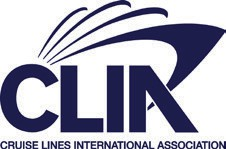 CLIA
CRUISE LINES INTERNATIONAL ASSOCIATION